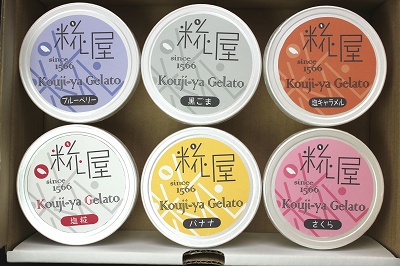 糀屋
since
1566
Kouji-ya Gelato
ブルーベリー
糀屋
since
1566
Kouji-ya Gelato
黒ごま
糀屋
since
1566
Kouji-ya Gelato
塩キャラメル
糀屋
since
1566
Kouji-ya Gelato
塩糀
糀屋
since
1566
Kouji-ya Gelato
バナナ
糀屋
since
1566
Kouji-ya Gelato
さくら